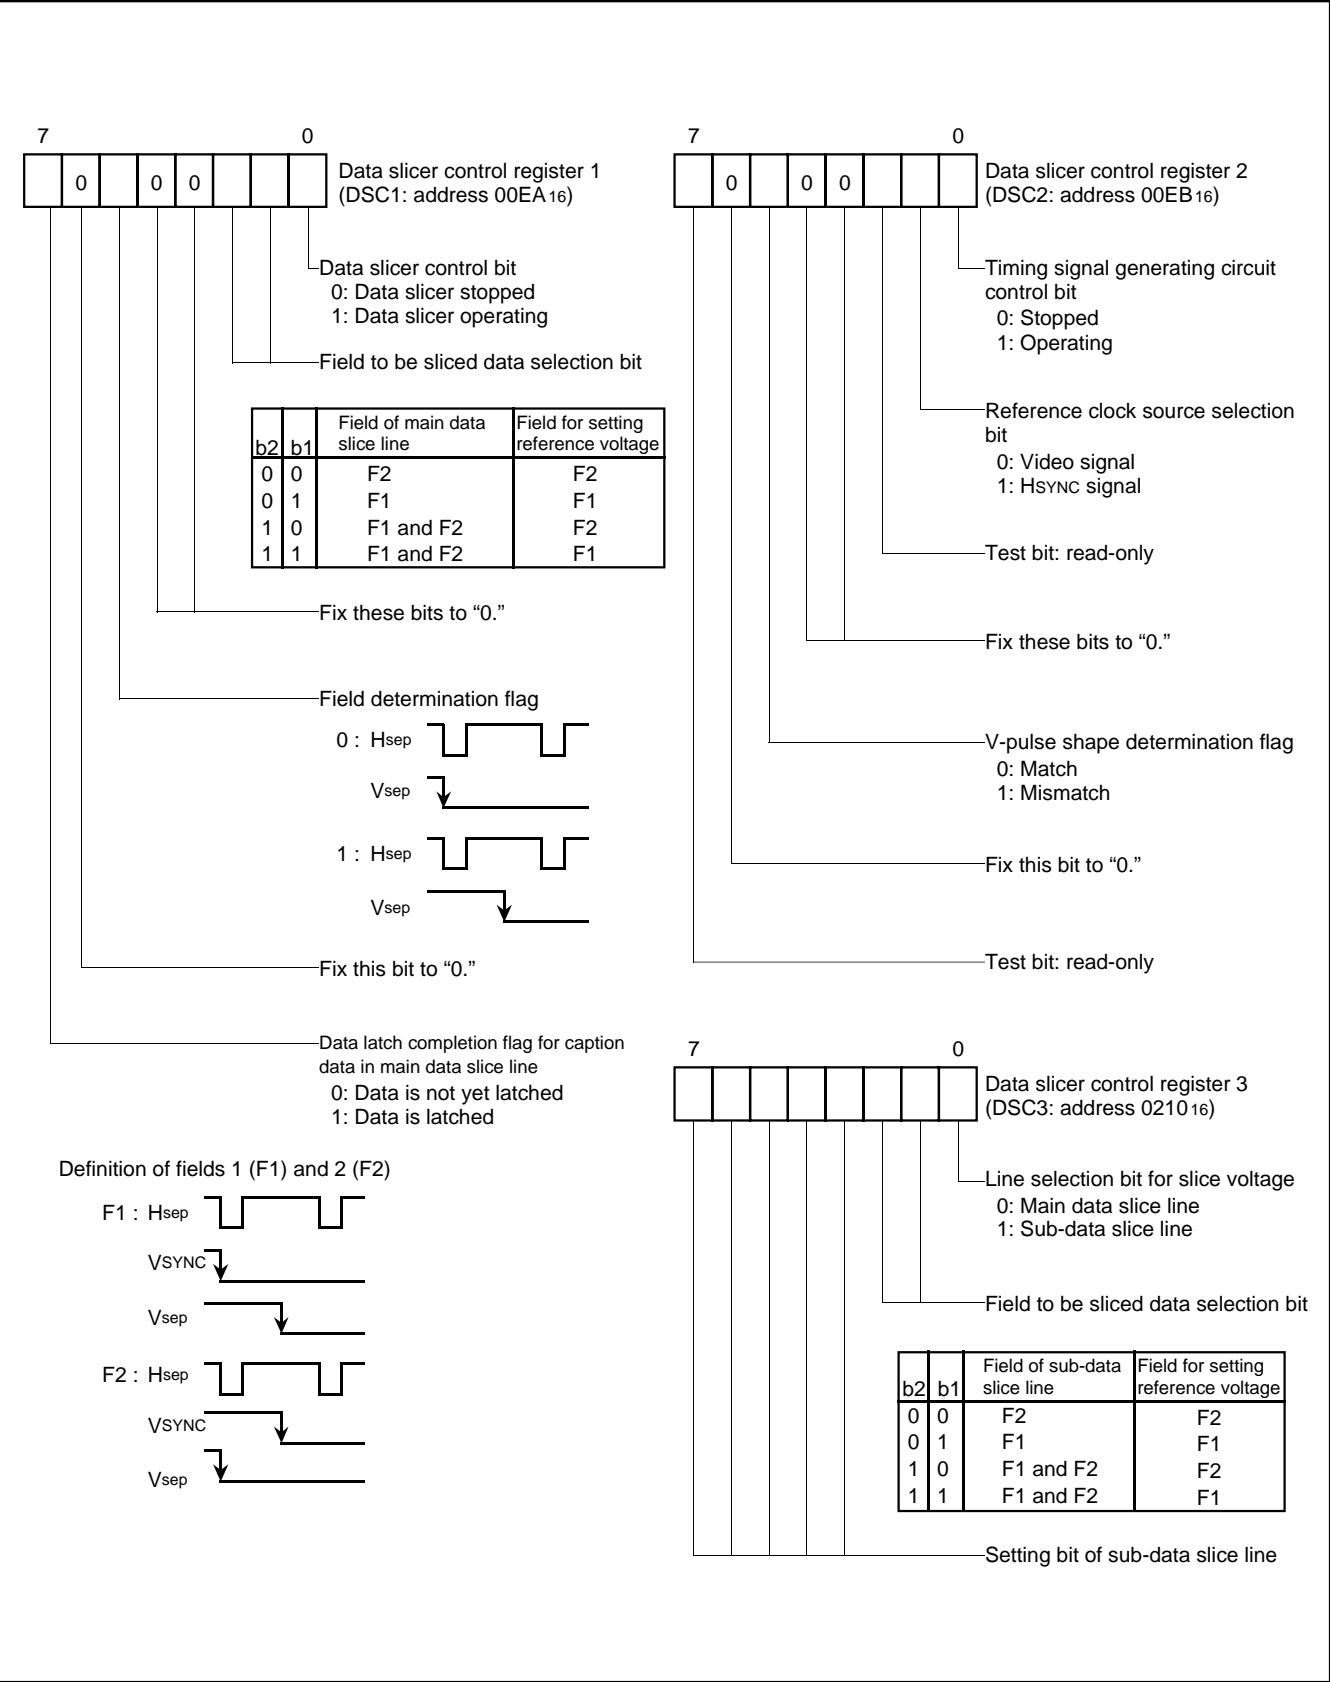 7 0
0 0 0
Data slicer control register 1
(DSC1: address 00EA16)
Data slicer control bit
0: Data slicer stopped
1: Data slicer operating
Field to be sliced data selection bit
b2 b1 Field of main data slice line Field for setting reference voltage
0 0 F2 F2
0 1 F1 F1
1 0 F1 and F2 F2
1 1 F1 and F2 F1
Fix these bits to “0.”
Field determination flag
0 : Hsep
Vsep
1 : Hsep
Vsep
Fix this bit to “0.”
Data latch completion flag for caption
data in main data slice line
0: Data is not yet latched
1: Data is latched
Definition of fields 1 (F1) and 2 (F2)
F1 : Hsep
VSYNC
Vsep
F2 : Hsep
VSYNC
Vsep
7 0
0 0 0
Data slicer control register 2
(DSC2: address 00EB16)
Timing signal generating circuit
control bit
0: Stopped
1: Operating
Reference clock source selection
bit
0: Video signal
1: HSYNC signal
Test bit: read-only
Fix these bits to “0.”
V-pulse shape determination flag
0: Match
1: Mismatch
Fix this bit to “0.”
Test bit: read-only
7 0
Data slicer control register 3
(DSC3: address 021016)
Line selection bit for slice voltage
0: Main data slice line
1: Sub-data slice line
Field to be sliced data selection bit
b2 b1 Field of sub-data slice line Field for setting reference voltage
0 0 F2 F2
0 1 F1 F1
1 0 F1 and F2 F2
1 1 F1 and F2 F1
Setting bit of sub-data slice line